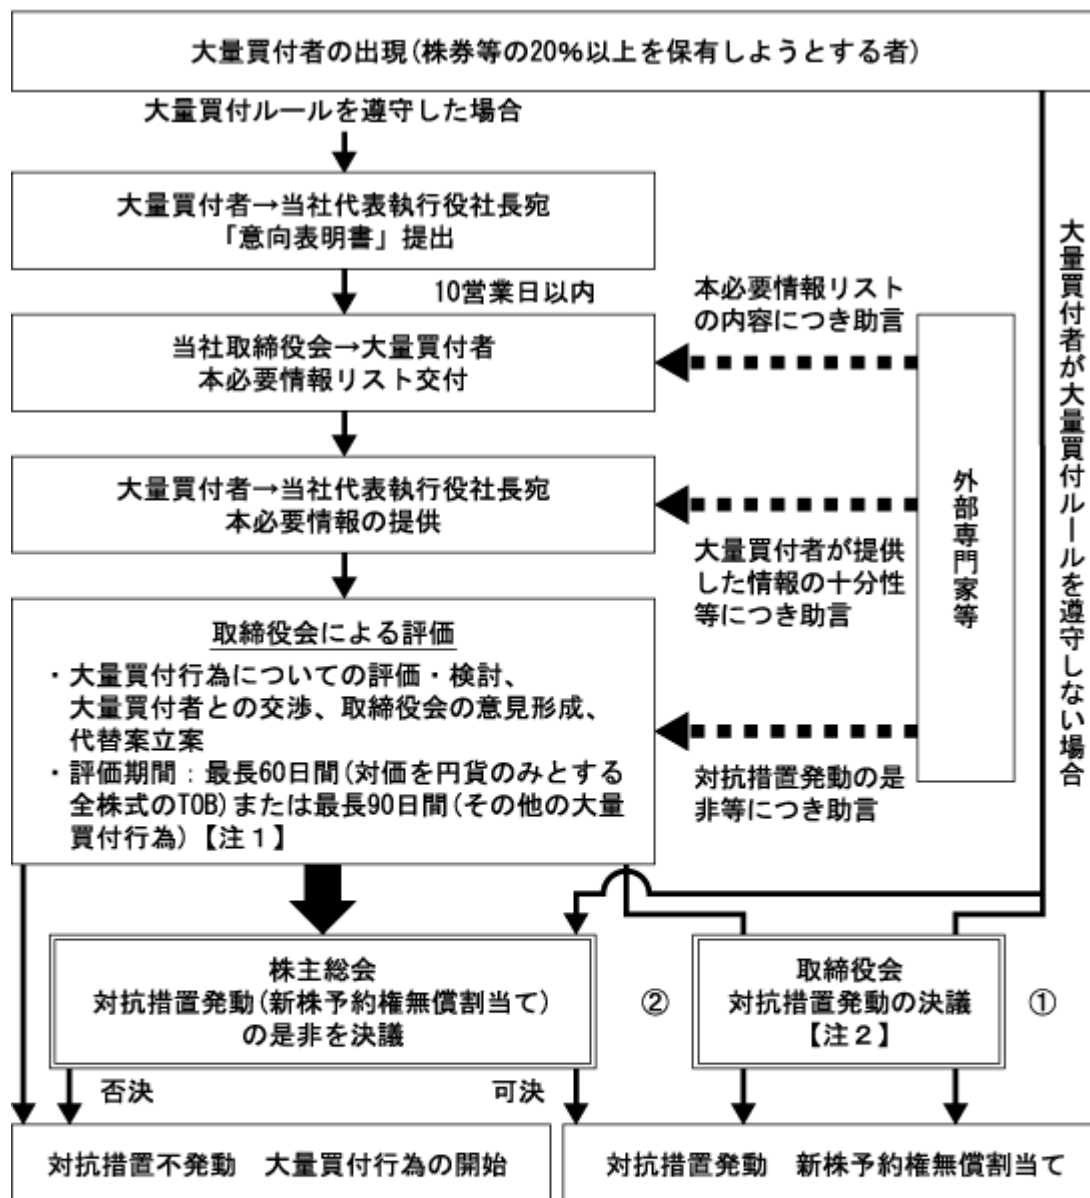 大量買付者の出現(株券等の20%以上を保有しようとする者)
大量買付ルールを遵守した場合
大量買付者→当社代表執行役社長宛
「意向表明書」提出
10営業日以内
当社取締役会→大量買付者
本必要情報リスト交付
本必要情報リスト
の内容につき助言
大量買付者→当社代表執行役社長宛
本必要情報の提供
大量買付者が提供
した情報の十分性
等につき助言
外部専門家等
大量買付者が大量買付ルールを遵守しない場合
取締役会による評価
・大量買付行為についての評価・検討、
大量買付者との交渉、取締役会の意見形成、
代替案立案
・評価期間：最長60日間(対価を円貨のみとする
全株式のTOB)または最長90日間(その他の大量
買付行為)【注１】
対抗措置発動の是
非等につき助言
株主総会
対抗措置発動(新株予約権無償割当て)
の是非を決議
②
取締役会
対抗措置発動の決議
【注２】
①
否決
可決
対抗措置不発動　大量買付行為の開始
対抗措置発動　新株予約権無償割当て